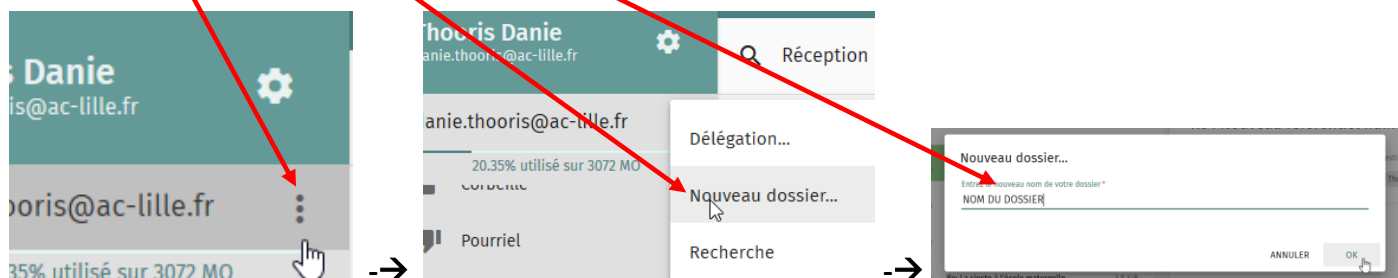 s Danie
is@ac-lille.fr
ooris@ac-lille.fr
35% utilisé sur 3072 MO
-→
Thooris Danie
anie.thooris@ac-lille.fr
Réception
anie.thooris@ac-lille.fr
20.35% utilisé sur 3072 MO
Corbeille
Pourriel
Délégation...
Nouveau dossier...
Recherche
-→
Nouveau dossier...
Entrez le nouveau nom de votre dossier *
NOM DU DOSSIER
ANNULER
OK